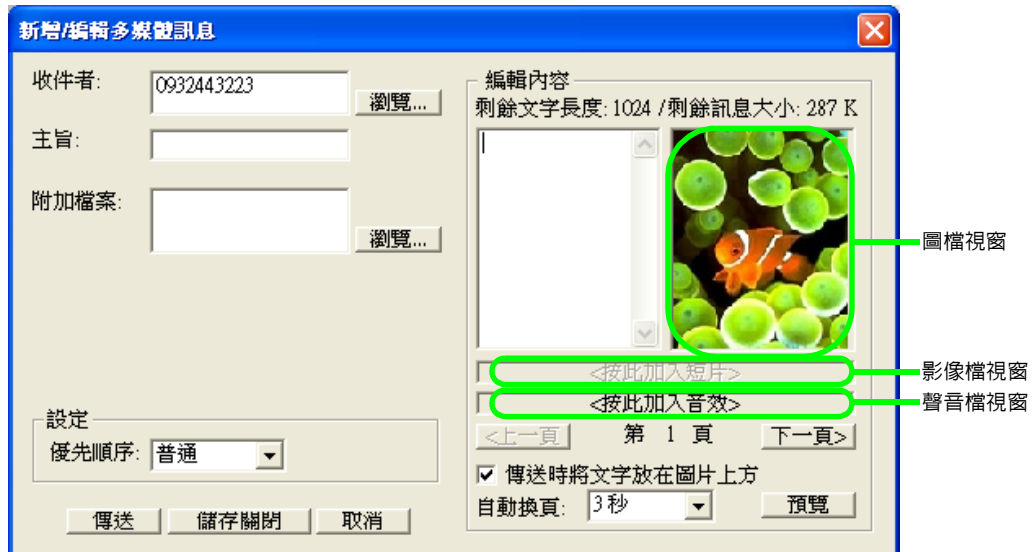 新增/編輯多媒體訊息
收件者:
0932443223
瀏覽...
主旨:
附加檔案:
瀏覽...
設定
優先順序:
普通
傳送
儲存關閉
取消
編輯內容
剩餘文字長度: 1024 /剩餘訊息大小: 287 K
<按此加入短片>
<按此加入音效>
<上一頁
第 1 頁
下一頁>
傳送時將文字放在圖片上方
自動換頁:
3 秒
預覽
圖檔視窗
影像檔視窗
聲音檔視窗